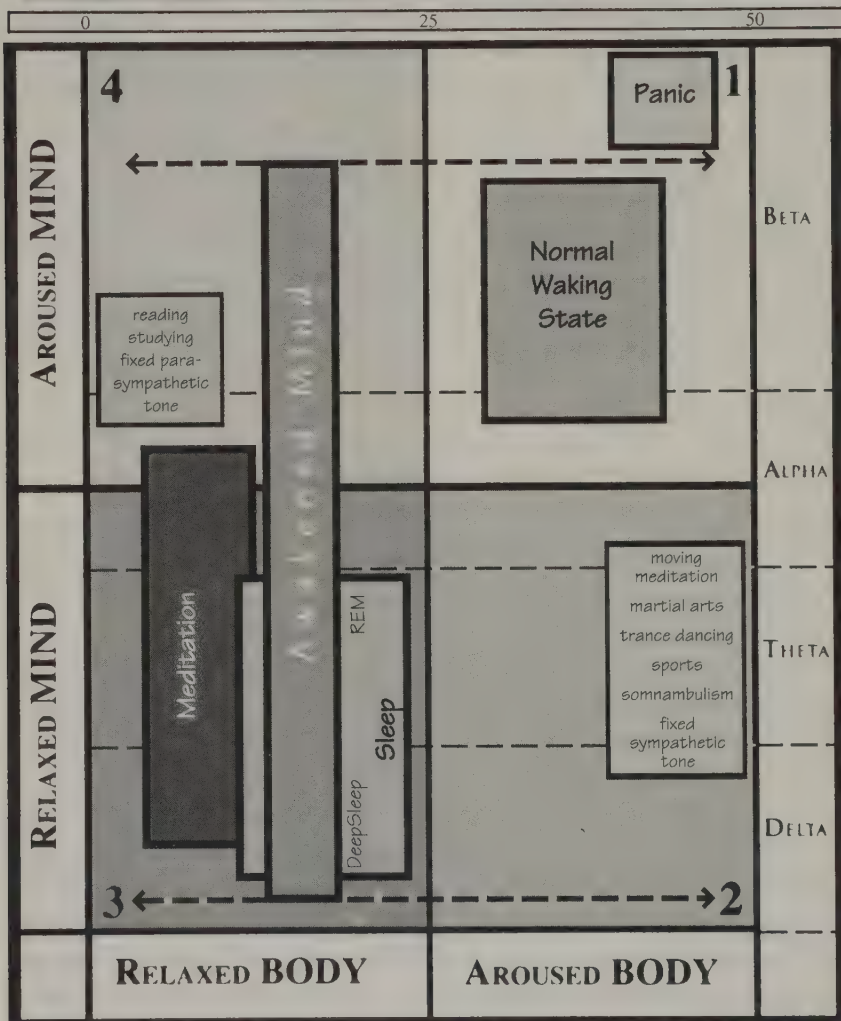 0 25 50
4
1
Panic
AROUSED MIND
BETA
Normal
Waking
State
reading
studying
fixed para-
sympathetic
tone
Awakened Mind
ALPHA
RELAXED MIND
Meditation
REM
DeepSleep
Sleep
moving
meditation
martial arts
trance dancing
sports
somnambulism
fixed
sympathetic
tone
THETA
DELTA
3
2
RELAXED BODY
AROUSED BODY